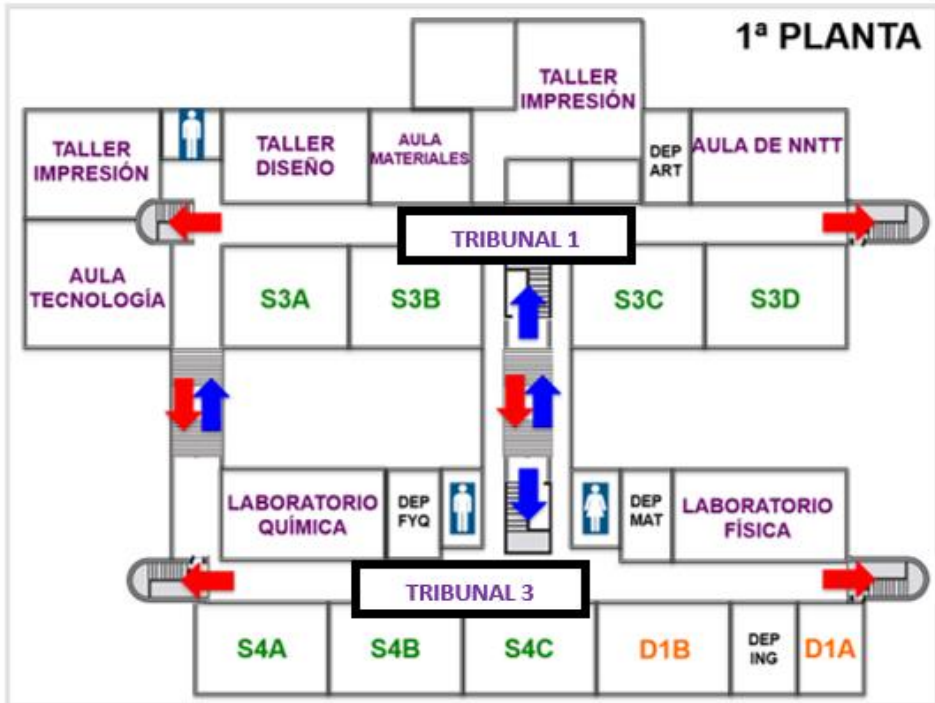 1ª PLANTA
TALLER
IMPRESIÓN
TALLER
IMPRESIÓN
TALLER
DISEÑO
AULA
MATERIALES
DEP
ART
AULA DE NNTT
TRIBUNAL 1
AULA
TECNOLOGÍA
S3A
S3B
S3C
S3D
LABORATORIO
QUÍMICA
DEP
FYQ
DEP
MAT
LABORATORIO
FÍSICA
TRIBUNAL 3
S4A
S4B
S4C
D1B
DEP
ING
D1A